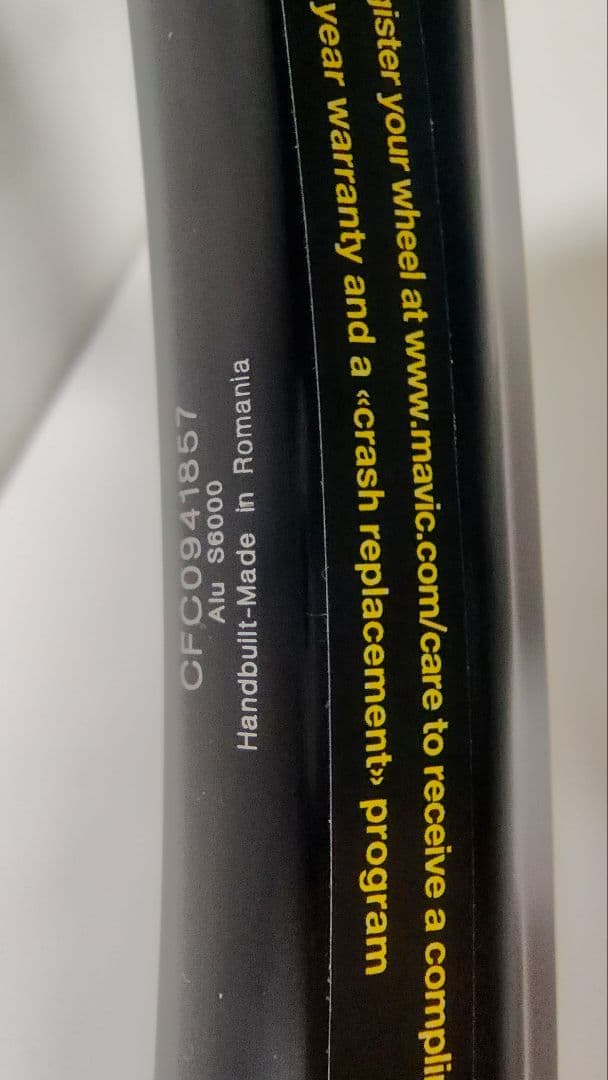 CFC0941857
Alu S6000
Handbuilt-Made in Romania
gister your wheel at www.mavic.com/care to receive a compli
year warranty and a «crash replacement» program